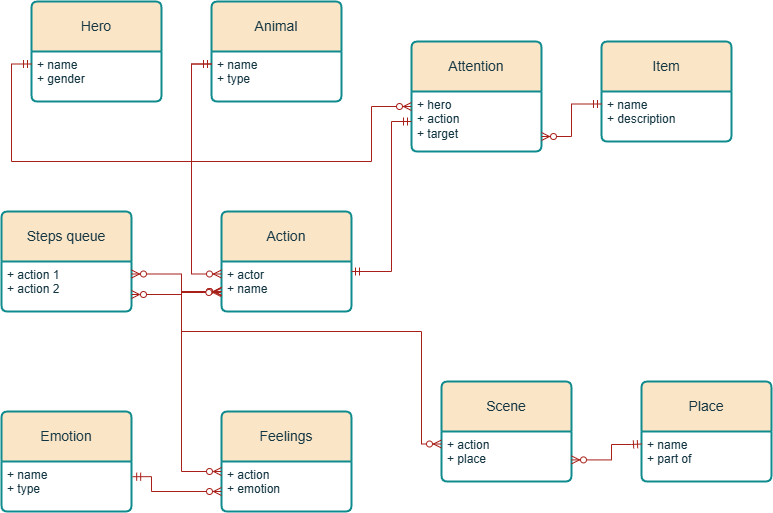 Hero
+ name
+ gender
Animal
+ name
+ type
Attention
+ hero
+ action
+ target
Item
+ name
+ description
Steps queue
+ action 1
+ action 2
Action
+ actor
+ name
Emotion
+ name
+ type
Feelings
+ action
+ emotion
Scene
+ action
+ place
Place
+ name
+ part of